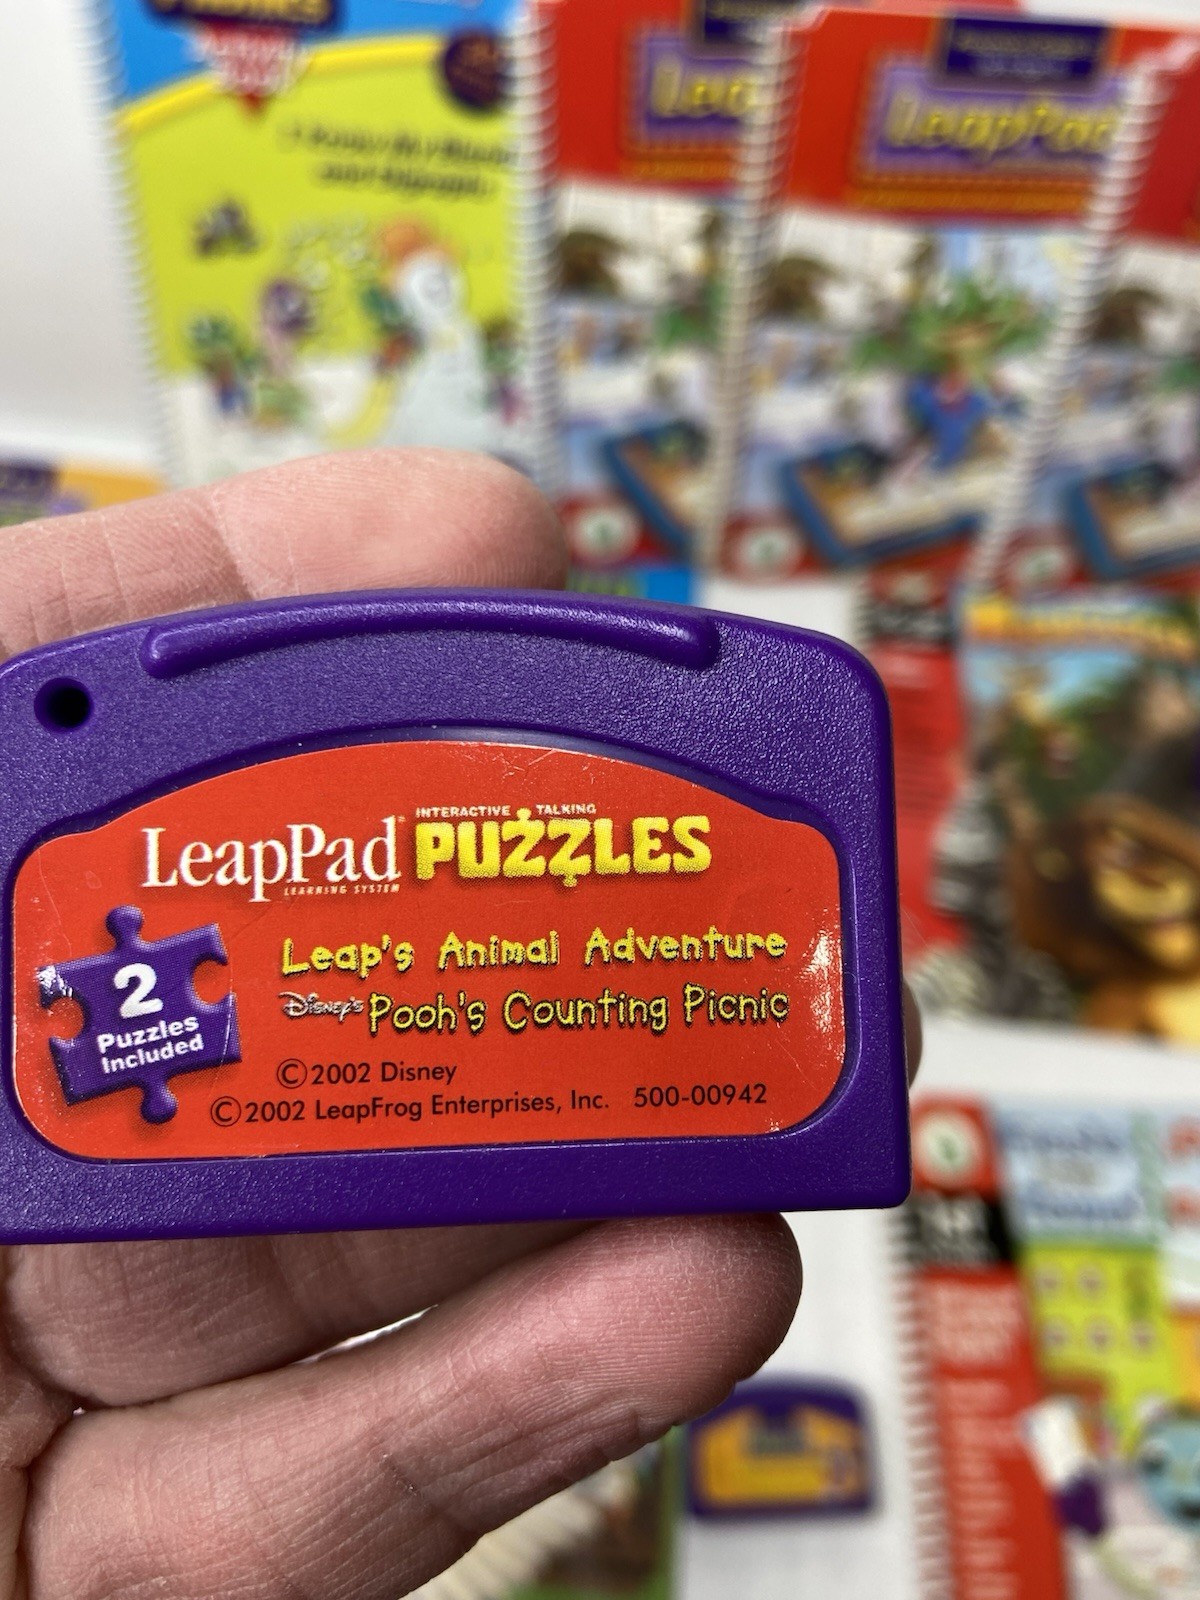 LeapPad
LeapPad® INTERACTIVE TALKING PUZZLES
LEARNING SYSTEM
Leap's Animal Adventure
Disney's Pooh's Counting Picnic
2
Puzzles
Included
©2002 Disney
©2002 LeapFrog Enterprises, Inc. 500-00942